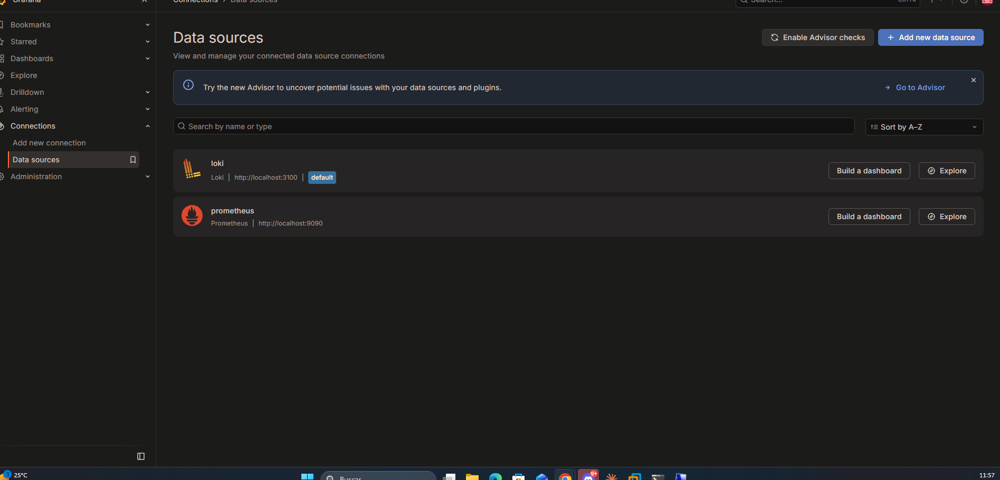 Grafana
Connections > Data sources
Search...
ctrl+k
Bookmarks
Starred
Dashboards
Explore
Drilldown
Alerting
Connections
Add new connection
Data sources
Administration
Data sources
View and manage your connected data source connections
Enable Advisor checks
+ Add new data source
Try the new Advisor to uncover potential issues with your data sources and plugins.
→ Go to Advisor
Search by name or type
Sort by A–Z
loki
Loki | http://localhost:3100 | default
Build a dashboard
Explore
prometheus
Prometheus | http://localhost:9090
Build a dashboard
Explore
1
25°C
Buscar
9+
11:57